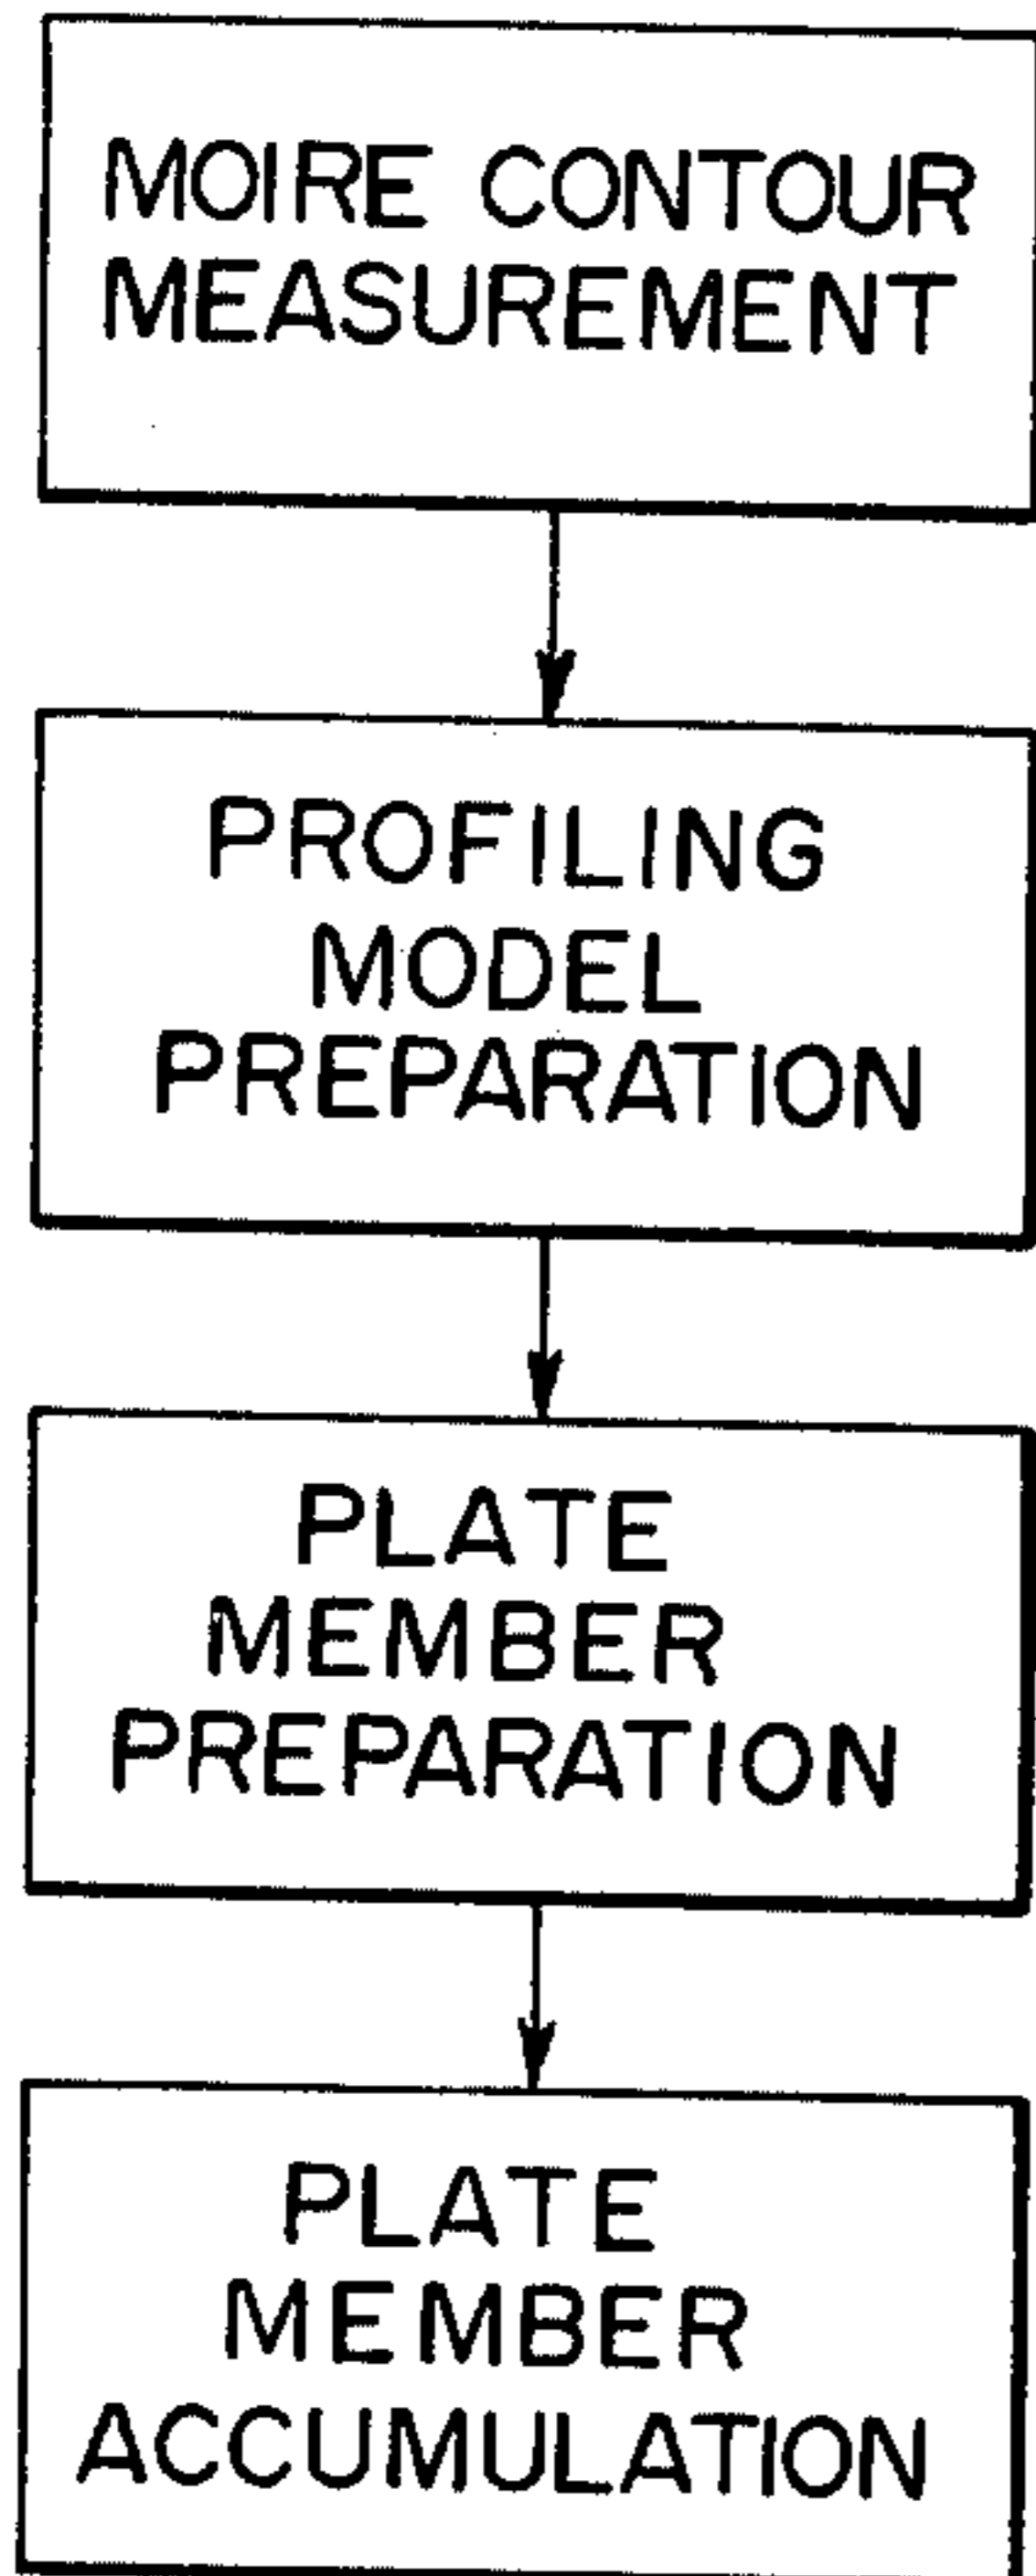 MOIRE CONTOUR
MEASUREMENT
PROFILING
MODEL
PREPARATION
PLATE
MEMBER
PREPARATION
PLATE
MEMBER
ACCUMULATION